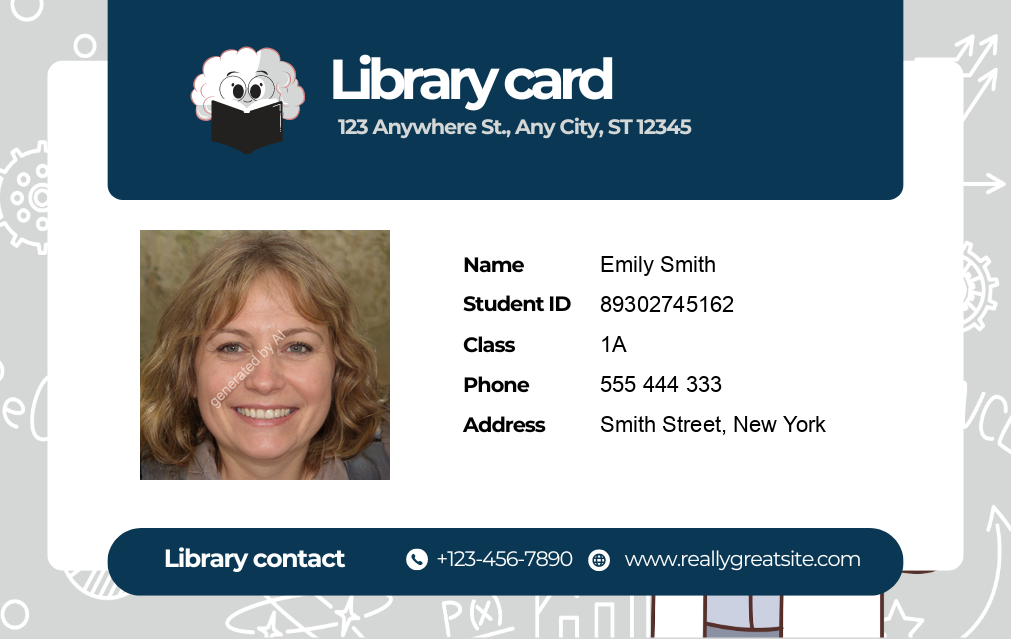 Library card
123 Anywhere St., Any City, ST 12345
generated by AI
Name Emily Smith
Student ID 89302745162
Class 1A
Phone 555 444 333
Address Smith Street, New York
Library contact +123-456-7890 www.reallygreatsite.com
P(x)